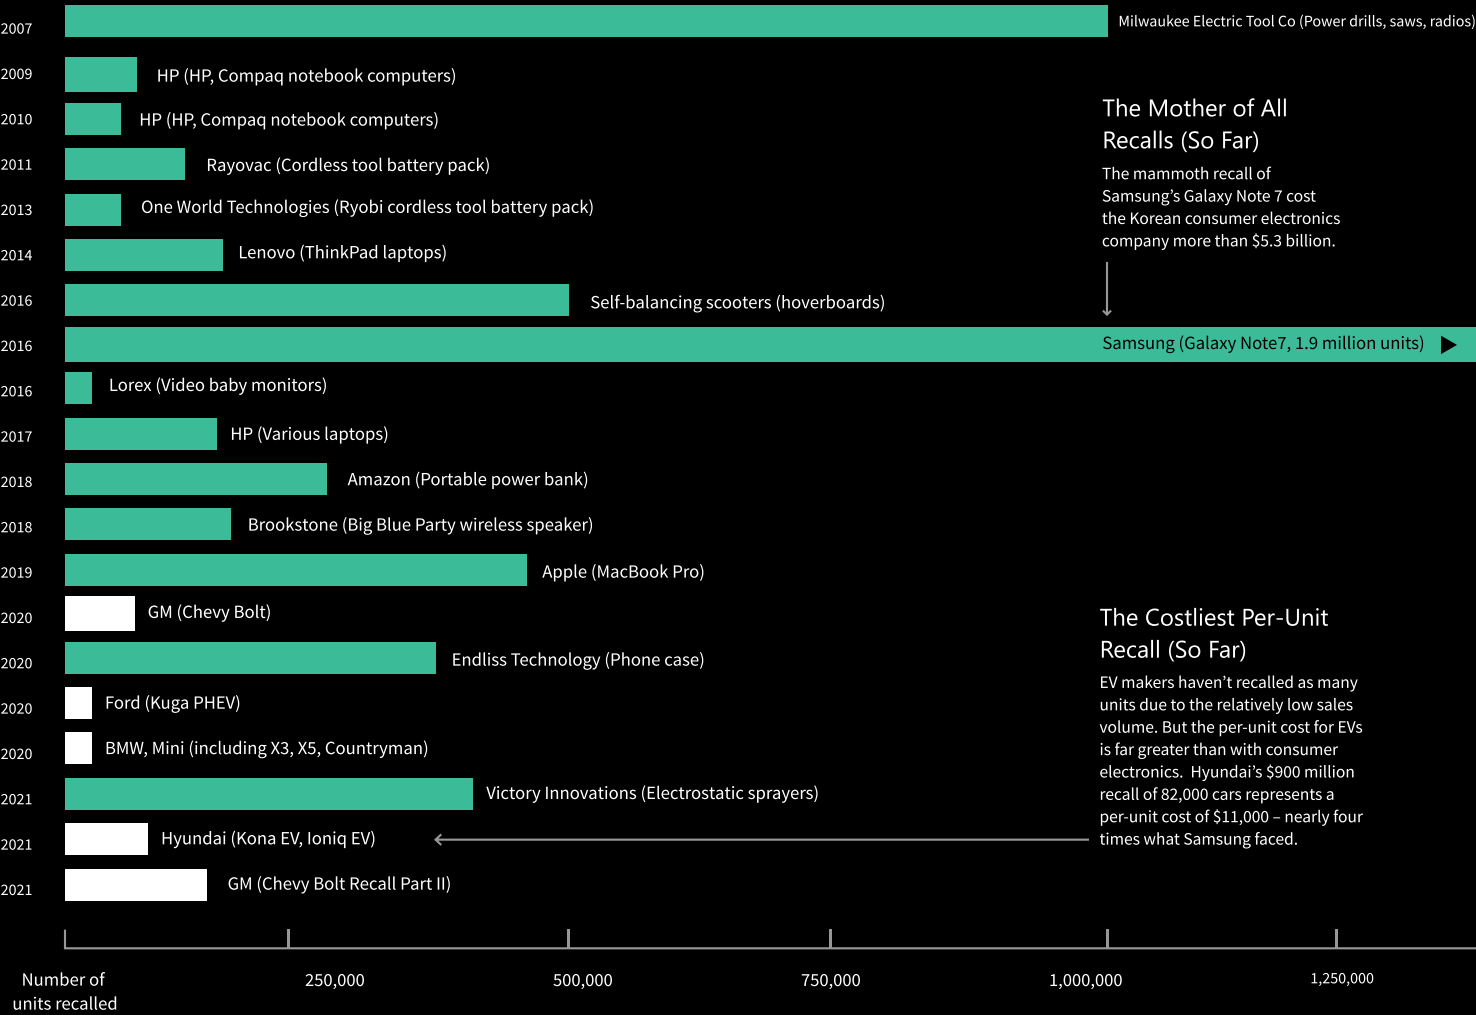 2007 Milwaukee Electric Tool Co (Power drills, saws, radios)
2009 HP (HP, Compaq notebook computers)
2010 HP (HP, Compaq notebook computers)
2011 Rayovac (Cordless tool battery pack)
2013 One World Technologies (Ryobi cordless tool battery pack)
2014 Lenovo (ThinkPad laptops)
2016 Self-balancing scooters (hoverboards)
The Mother of All
Recalls (So Far)
The mammoth recall of
Samsung’s Galaxy Note 7 cost
the Korean consumer electronics
company more than $5.3 billion.
2016 Samsung (Galaxy Note7, 1.9 million units)
2016 Lorex (Video baby monitors)
2017 HP (Various laptops)
2018 Amazon (Portable power bank)
2018 Brookstone (Big Blue Party wireless speaker)
2019 Apple (MacBook Pro)
2020 GM (Chevy Bolt)
2020 Endliss Technology (Phone case)
2020 Ford (Kuga PHEV)
2020 BMW, Mini (including X3, X5, Countryman)
2021 Victory Innovations (Electrostatic sprayers)
2021 Hyundai (Kona EV, Ioniq EV)
2021 GM (Chevy Bolt Recall Part II)
The Costliest Per-Unit
Recall (So Far)
EV makers haven’t recalled as many
units due to the relatively low sales
volume. But the per-unit cost for EVs
is far greater than with consumer
electronics.  Hyundai’s $900 million
recall of 82,000 cars represents a
per-unit cost of $11,000 – nearly four
times what Samsung faced.
Number of
units recalled
250,000 500,000 750,000 1,000,000 1,250,000